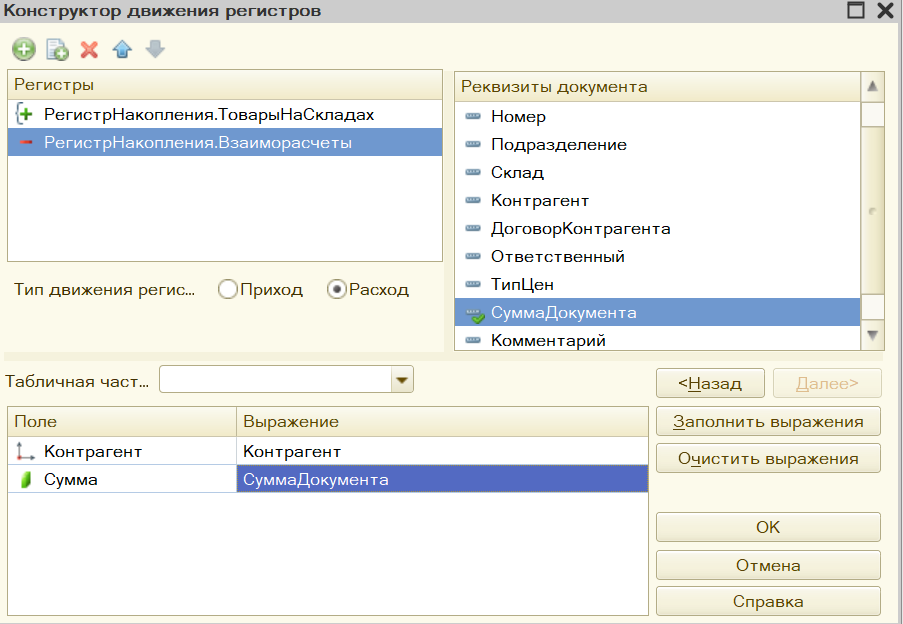 Конструктор движения регистров
Регистры
РегистрНакопления.ТоварыНаСкладах
РегистрНакопления.Взаиморасчеты
Тип движения регис...
Приход
Расход
Реквизиты документа
Номер
Подразделение
Склад
Контрагент
ДоговорКонтрагента
Ответственный
ТипЦен
СуммаДокумента
Комментарий
Табличная част...
<Назад
Далее>
Поле
Выражение
Контрагент
Контрагент
Сумма
СуммаДокумента
Заполнить выражения
Очистить выражения
ОК
Отмена
Справка